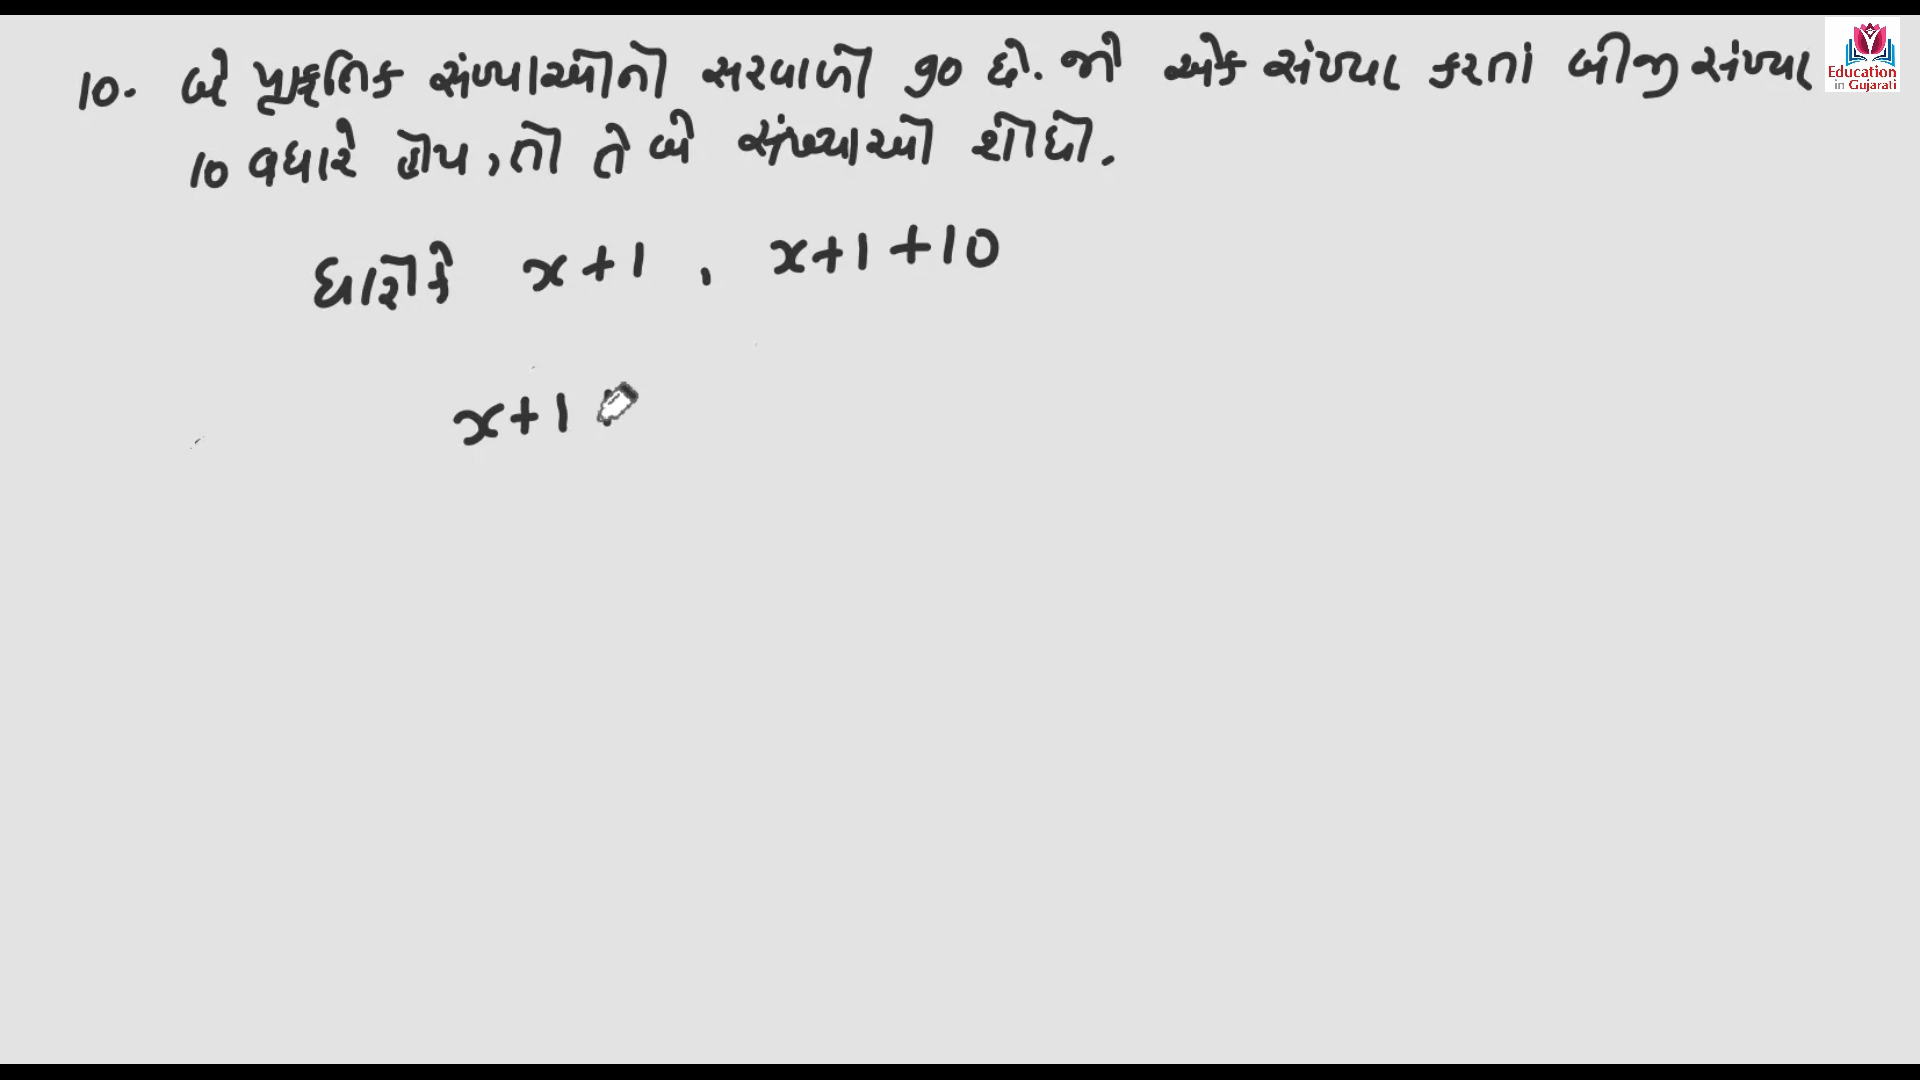 10. બે પ્રાકૃતિક સંખ્યાઓનો સરવાળો 90 છે. જો એક સંખ્યા કરતાં બીજી સંખ્યા
10 વધારે હોય, તો તે બે સંખ્યાઓ શોધો.
ધારો કે x+1 , x+1+10
x+1
Education
in Gujarati